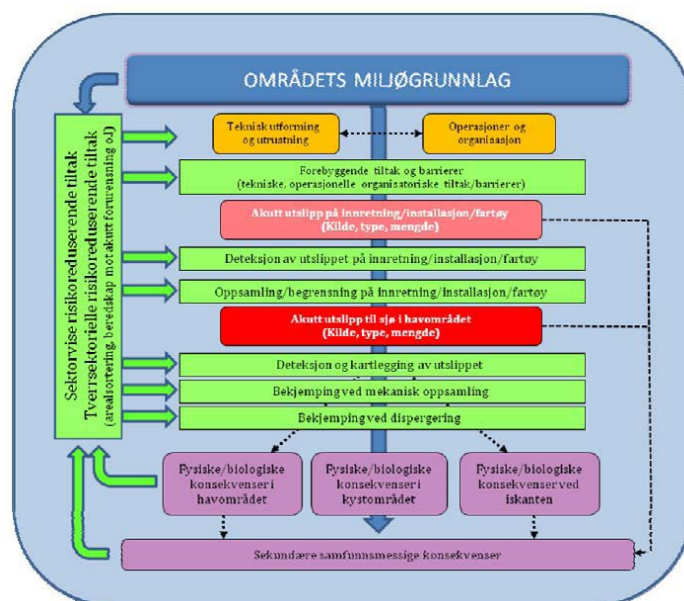 OMRÅDETS MILJØGRUNNLAG
Teknisk utforming
og utrustning
Operasjoner og
organisasjon
Sektorvise risikoreduserende tiltak
Tverrsektorielle risikoreduserende tiltak
(arealsortering, beredskap mot akutt forurensning o.l)
Forebyggende tiltak og barrierer
(tekniske, operasjonelle organisatoriske tiltak/barrierer)
Akutt utslipp på innretning/installasjon/fartøy
(Kilde, type, mengde)
Deteksjon av utslippet på innretning/installasjon/fartøy
Oppsamling/begrensning på innretning/installasjon/fartøy
Akutt utslipp til sjø i havområdet
(Kilde, type, mengde)
Deteksjon og kartlegging av utslippet
Bekjemping ved mekanisk oppsamling
Bekjemping ved dispergering
Fysiske/biologiske
konsekvenser i
havområdet
Fysiske/biologiske
konsekvenser i
kystområdet
Fysiske/biologiske
konsekvenser ved
iskanten
Sekundære samfunnsmessige konsekvenser